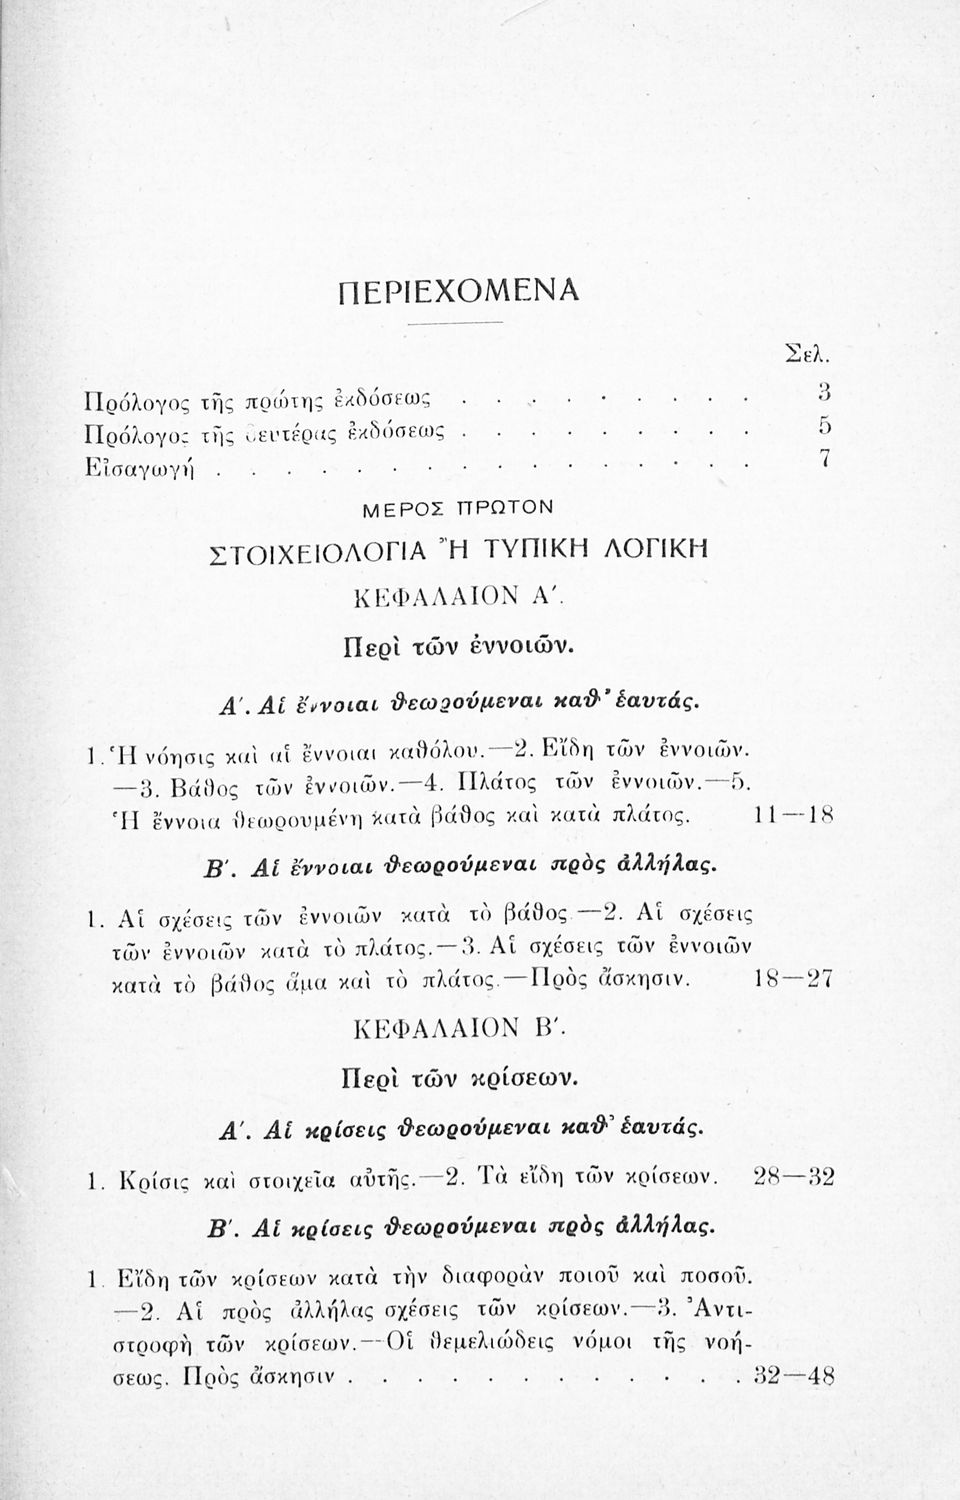 ΠΕΡΙΕΧΟΜΕΝΑ
Σελ.
Πρόλογος τῆς πρώτης ἐκδόσεως . . . . . . . . . 3
Πρόλογος τῆς δευτέρας ἐκδόσεως . . . . . . . . . 5
Εἰσαγωγή . . . . . . . . . . . . . . . . 7
ΜΕΡΟΣ ΠΡΩΤΟΝ
ΣΤΟΙΧΕΙΟΛΟΓΙΑ Ἢ ΤΥΠΙΚΗ ΛΟΓΙΚΗ
ΚΕΦΑΛΑΙΟΝ Α΄.
Περὶ τῶν ἐννοιῶν.
Α΄. Αἱ ἔννοιαι θεωρούμεναι καθ' ἑαυτάς.
1. Ἡ νόησις καὶ αἱ ἔννοιαι καθόλου.—2. Εἴδη τῶν ἐννοιῶν.
—3. Βάθος τῶν ἐννοιῶν.—4. Πλάτος τῶν ἐννοιῶν.—5.
Ἡ ἔννοια θεωρουμένη κατὰ βάθος καὶ κατὰ πλάτος. 11—18
Β΄. Αἱ ἔννοιαι θεωρούμεναι πρὸς ἀλλήλας.
1. Αἱ σχέσεις τῶν ἐννοιῶν κατὰ τὸ βάθος.—2. Αἱ σχέσεις
τῶν ἐννοιῶν κατὰ τὸ πλάτος.—3. Αἱ σχέσεις τῶν ἐννοιῶν
κατὰ τὸ βάθος ἅμα καὶ τὸ πλάτος.—Πρὸς ἄσκησιν. 18—27
ΚΕΦΑΛΑΙΟΝ Β΄.
Περὶ τῶν κρίσεων.
Α΄. Αἱ κρίσεις θεωρούμεναι καθ' ἑαυτάς.
1. Κρίσις καὶ στοιχεῖα αὐτῆς.—2. Τὰ εἴδη τῶν κρίσεων. 28—32
Β΄. Αἱ κρίσεις θεωρούμεναι πρὸς ἀλλήλας.
1. Εἴδη τῶν κρίσεων κατὰ τὴν διαφορὰν ποιοῦ καὶ ποσοῦ.
—2. Αἱ πρὸς ἀλλήλας σχέσεις τῶν κρίσεων.—3. Ἀντι-
στροφὴ τῶν κρίσεων.—Οἱ θεμελιώδεις νόμοι τῆς νοή-
σεως. Πρὸς ἄσκησιν . . . . . . . . . . . . 32—48